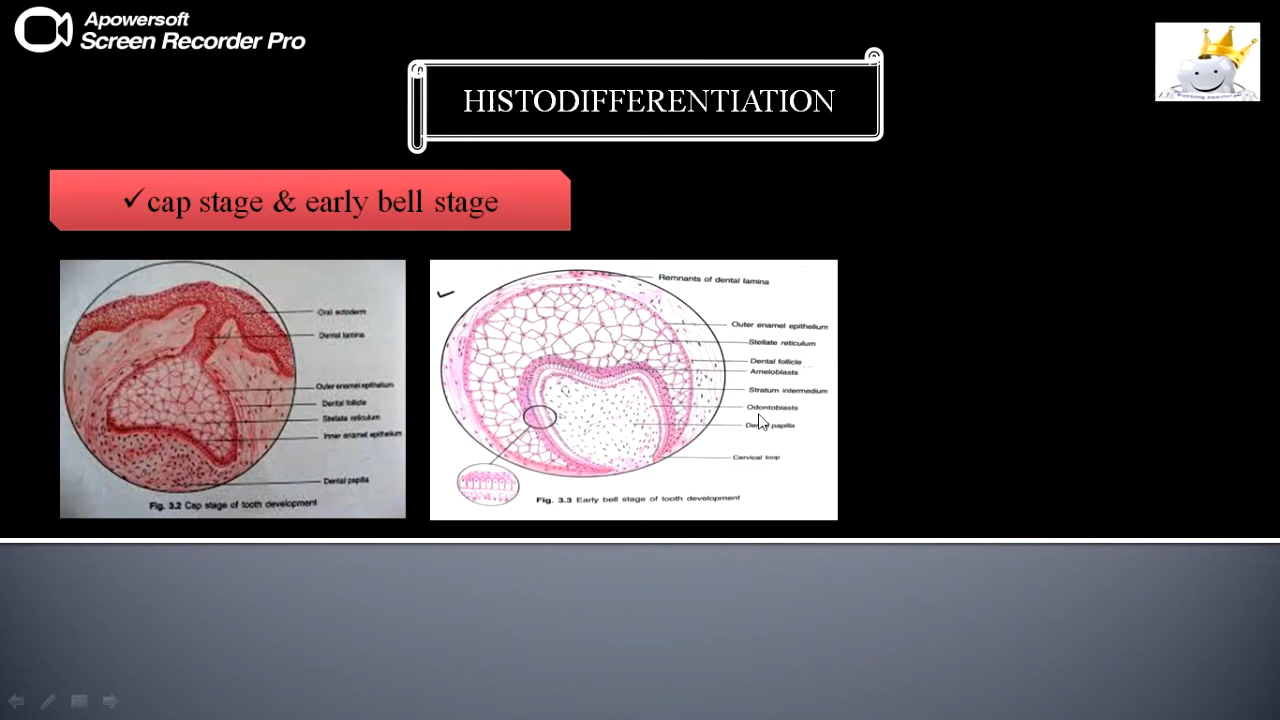 Apowersoft
Screen Recorder Pro
HISTODIFFERENTIATION
✓cap stage & early bell stage
Oral ectoderm
Dental lamina
Outer enamel epithelium
Dental follicle
Stellate reticulum
Inner enamel epithelium
Dental papilla
Fig. 3.2 Cap stage of tooth development
Remnants of dental lamina
Outer enamel epithelium
Stellate reticulum
Dental follicle
Ameloblasts
Stratum intermedium
Odontoblasts
papilla
Cervical loop
Fig. 3.3 Early bell stage of tooth development